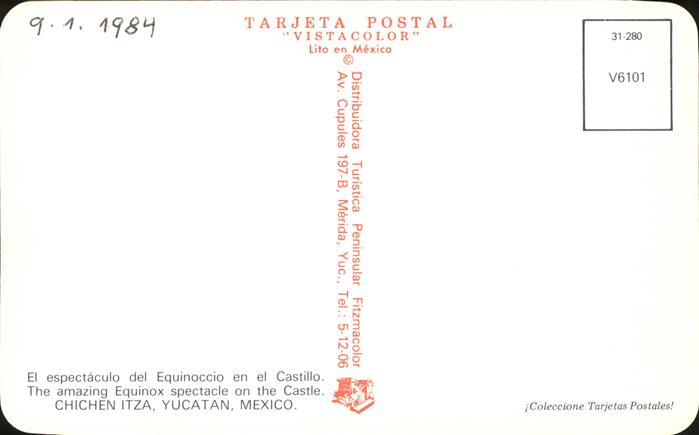 9.1.1984
TARJETA POSTAL
"VISTACOLOR"
Lito en México
©
Distribuidora Turística Peninsular Fitzmacolor
Av. Cupules 197-B, Mérida, Yuc., Tel.: 5-12-06
31-280
V6101
El espectáculo del Equinoccio en el Castillo.
The amazing Equinox spectacle on the Castle.
CHICHEN ITZA, YUCATAN, MEXICO.
¡Coleccione Tarjetas Postales!